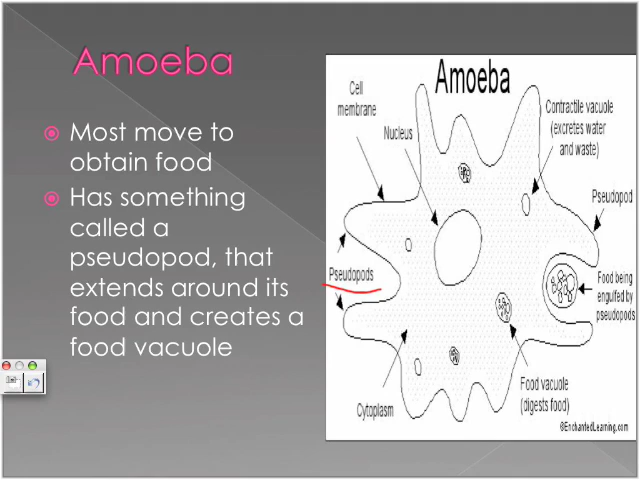 Amoeba
Most move to
obtain food
Has something
called a
pseudopod, that
extends around its
food and creates a
food vacuole
Amoeba
Cell
membrane
Nucleus
Contractile vacuole
(excretes water
and waste)
Pseudopod
Pseudopods
Food being
engulfed by
pseudopods
Food vacuole
(digests food)
Cytoplasm
©EnchantedLearning.com